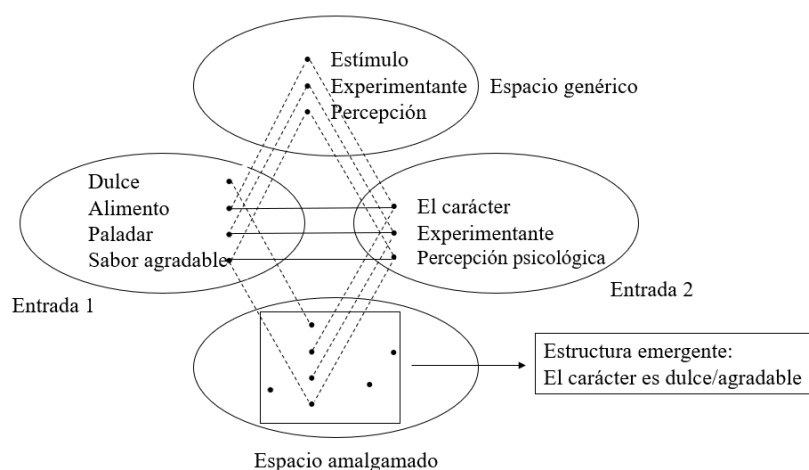 Estímulo
Experimentante
Percepción
Espacio genérico
Dulce
Alimento
Paladar
Sabor agradable
Entrada 1
El carácter
Experimentante
Percepción psicológica
Entrada 2
Estructura emergente:
El carácter es dulce/agradable
Espacio amalgamado